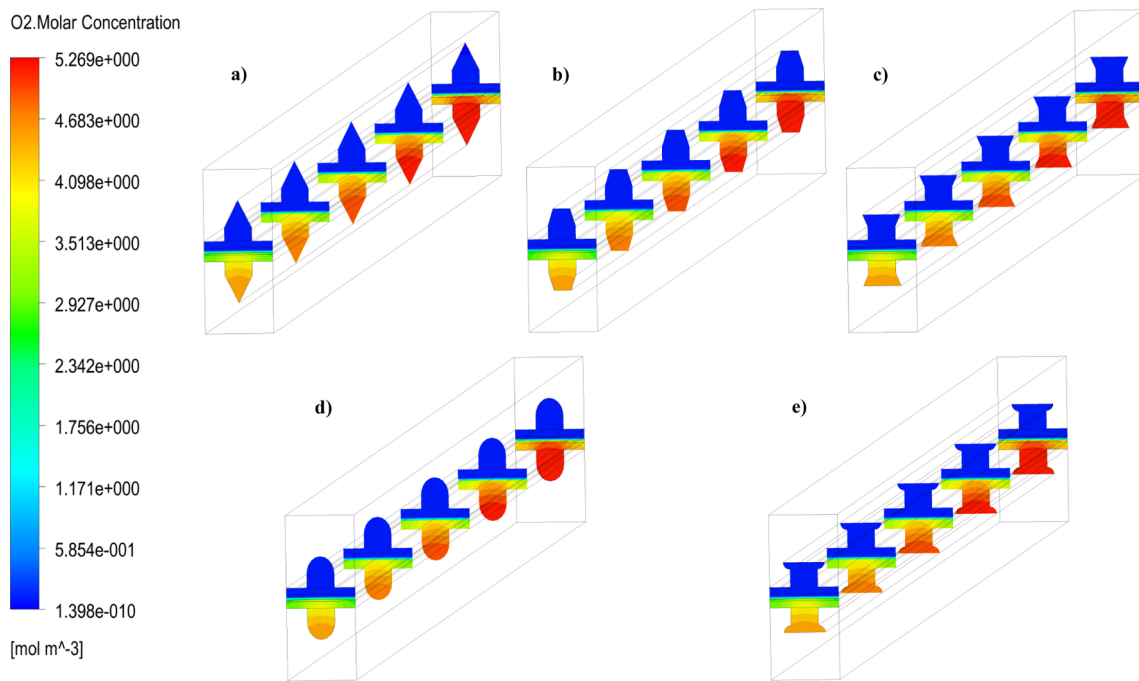 O2.Molar Concentration
5.269e+000
4.683e+000
4.098e+000
3.513e+000
2.927e+000
2.342e+000
1.756e+000
1.171e+000
5.854e-001
1.398e-010
[mol m^-3]
a)
b)
c)
d)
e)